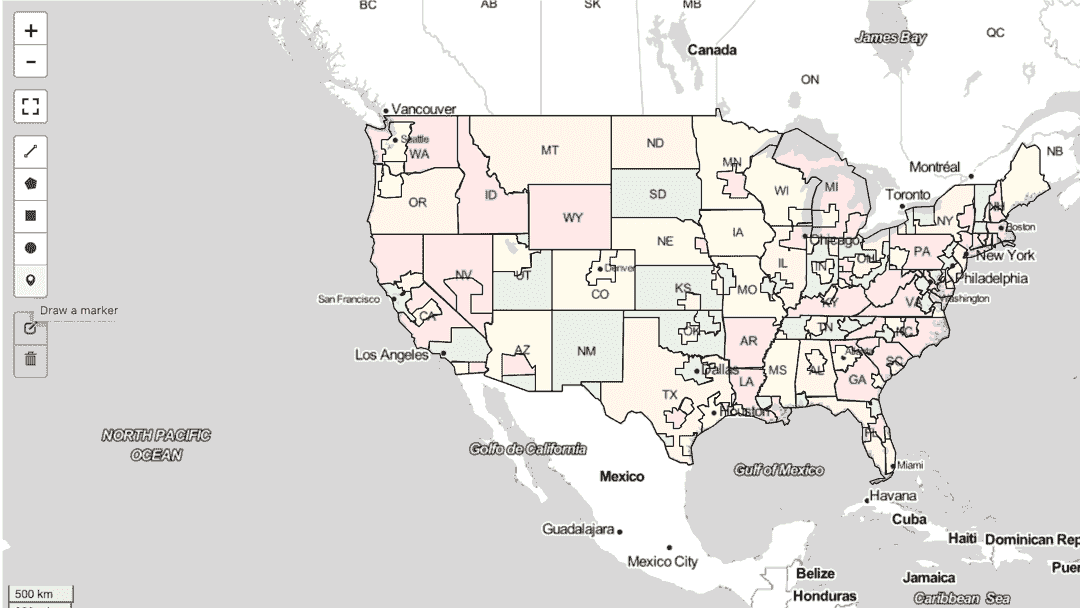 BC
AB
SK
MB
+
−
Canada
James Bay
QC
ON
Vancouver
Seattle
WA
MT
ND
MN
NB
Montréal
OR
ID
WY
SD
WI
MI
Toronto
NH
NY
Boston
IA
NE
Chicago
PA
New York
NV
UT
Denver
CO
KS
MO
IL
IN
OH
Philadelphia
San Francisco
CA
KY
VA
Washington
Draw a marker
Los Angeles
AZ
NM
OK
AR
TN
NC
Dallas
LA
MS
AL
Atlanta
GA
SC
TX
Houston
FL
NORTH PACIFIC
OCEAN
Golfo de California
Mexico
Gulf of Mexico
Miami
Havana
Cuba
Guadalajara
Haiti
Dominican Rep
Mexico City
Puer
Belize
Honduras
Jamaica
Caribbean Sea
500 km